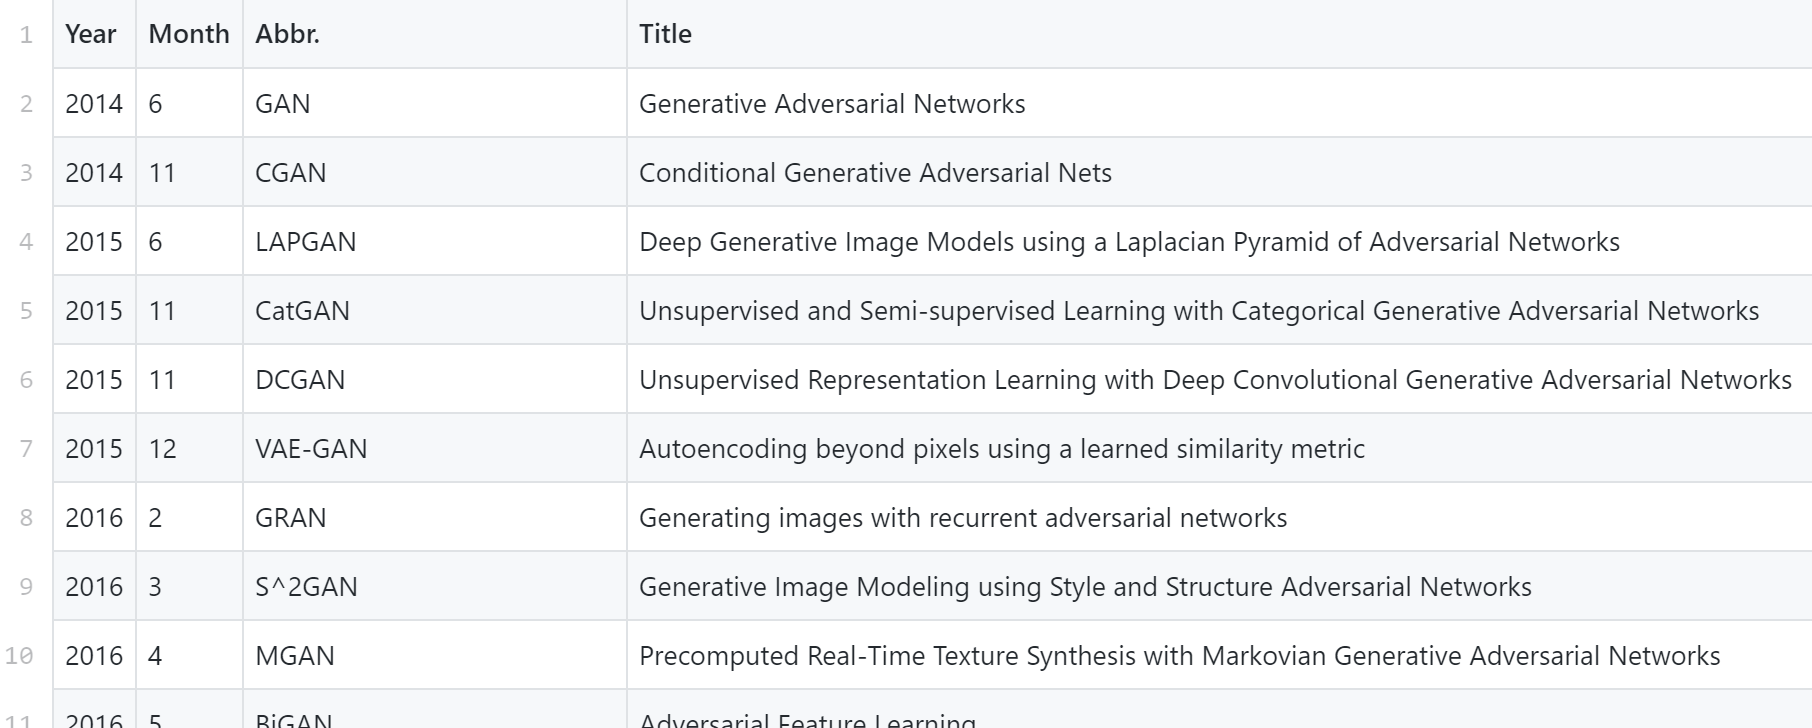 1 Year Month Abbr. Title
2 2014 6 GAN Generative Adversarial Networks
3 2014 11 CGAN Conditional Generative Adversarial Nets
4 2015 6 LAPGAN Deep Generative Image Models using a Laplacian Pyramid of Adversarial Networks
5 2015 11 CatGAN Unsupervised and Semi-supervised Learning with Categorical Generative Adversarial Networks
6 2015 11 DCGAN Unsupervised Representation Learning with Deep Convolutional Generative Adversarial Networks
7 2015 12 VAE-GAN Autoencoding beyond pixels using a learned similarity metric
8 2016 2 GRAN Generating images with recurrent adversarial networks
9 2016 3 S^2GAN Generative Image Modeling using Style and Structure Adversarial Networks
10 2016 4 MGAN Precomputed Real-Time Texture Synthesis with Markovian Generative Adversarial Networks
11 2016 5 BiGAN Adversarial Feature Learning